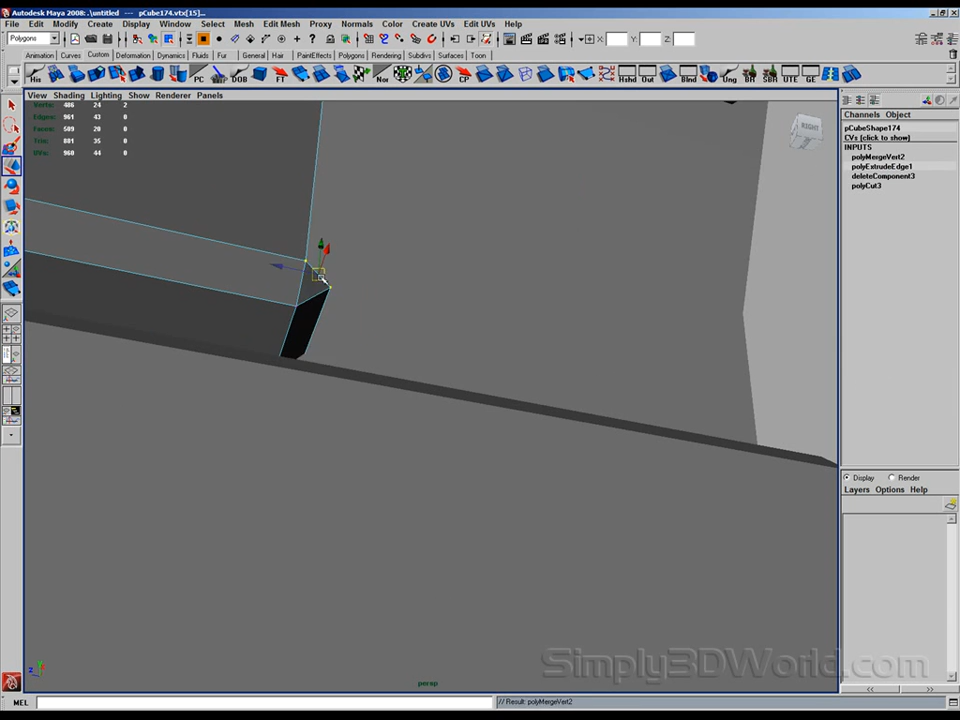 Autodesk Maya 2008: .\untitled --- pCube174.vtx[15]...
File Edit Modify Create Display Window Select Mesh Edit Mesh Proxy Normals Color Create UVs Edit UVs Help
Polygons X: Y: Z:
Animation Curves Custom Deformation Dynamics Fluids Fur General Hair PaintEffects Polygons Rendering Subdivs Surfaces Toon
His PC DOB FT Nor CP Hshd Out Blnd Ung BR SBR UTE GE
View Shading Lighting Show Renderer Panels
Verts: 486 24 2
Edges: 961 43 0
Faces: 509 20 0
Tris: 881 35 0
UVs: 960 44 0
RIGHT
Channels Object
pCubeShape174
CVs (click to show)
INPUTS
polyMergeVert2
polyExtrudeEdge1
deleteComponent3
polyCut3
Display Render
Layers Options Help
persp
Simply3DWorld.com
MEL // Result: polyMergeVert2